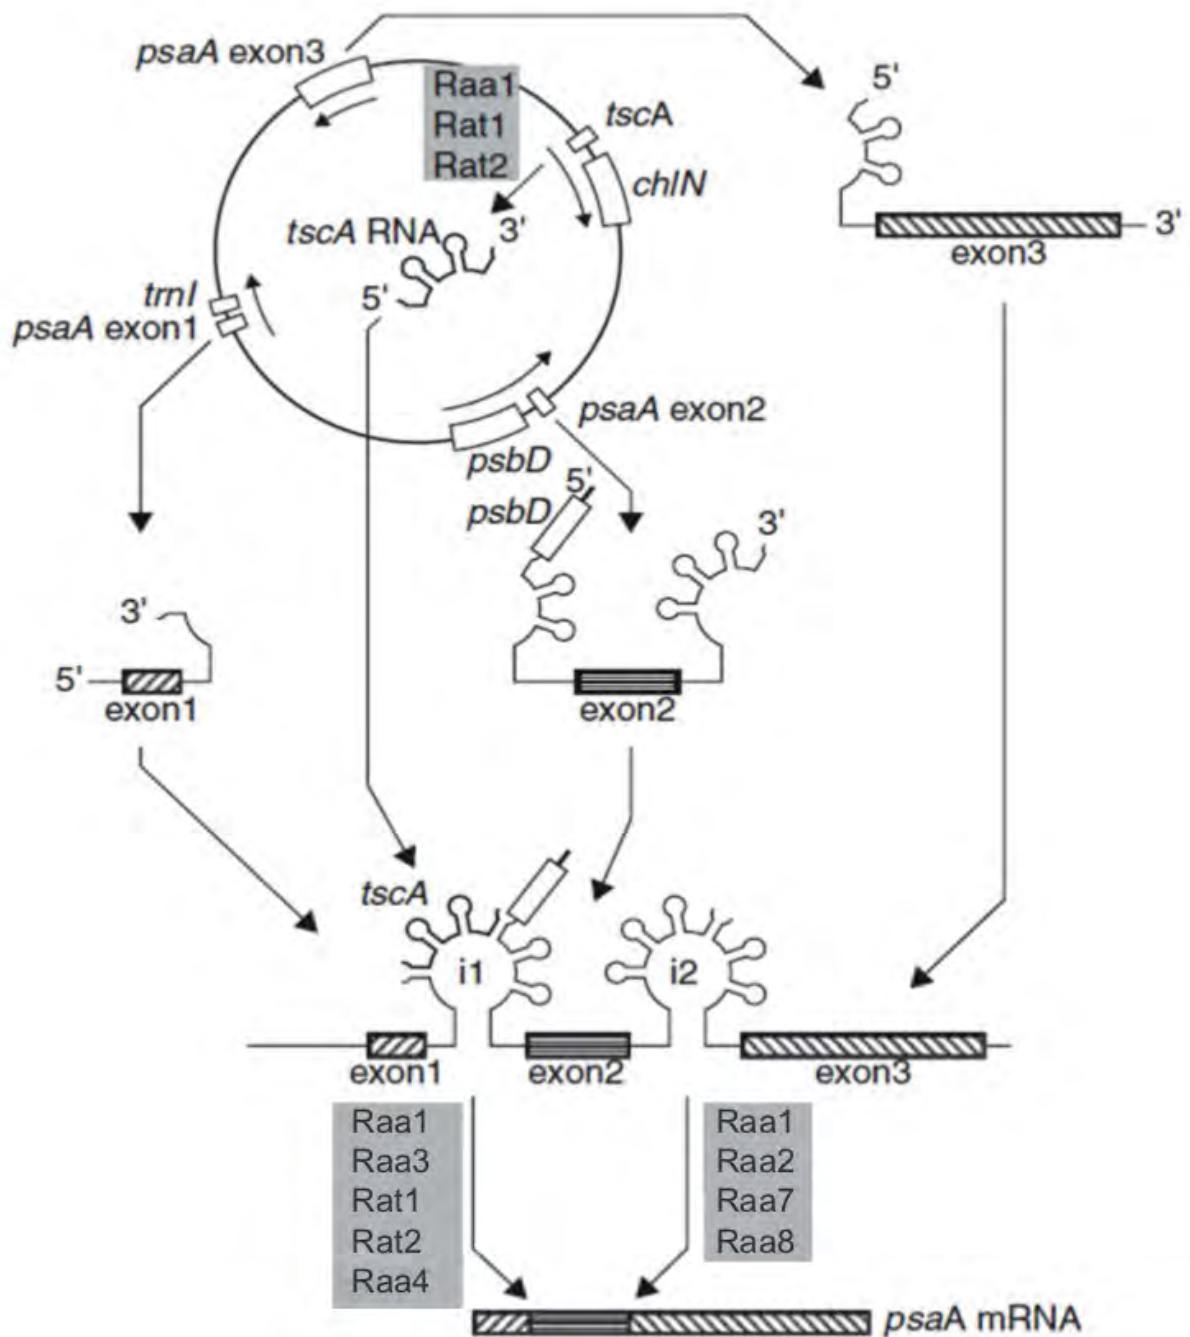 psaA exon3
Raa1
Rat1
Rat2
tscA
chlN
5'
exon3
3'
tscA RNA
3'
5'
trnI
psaA exon1
psaA exon2
psbD
5'
psbD
3'
3'
5'
exon1
exon2
tscA
i1
i2
exon1
exon2
exon3
Raa1
Raa3
Rat1
Rat2
Raa4
Raa1
Raa2
Raa7
Raa8
psaA mRNA